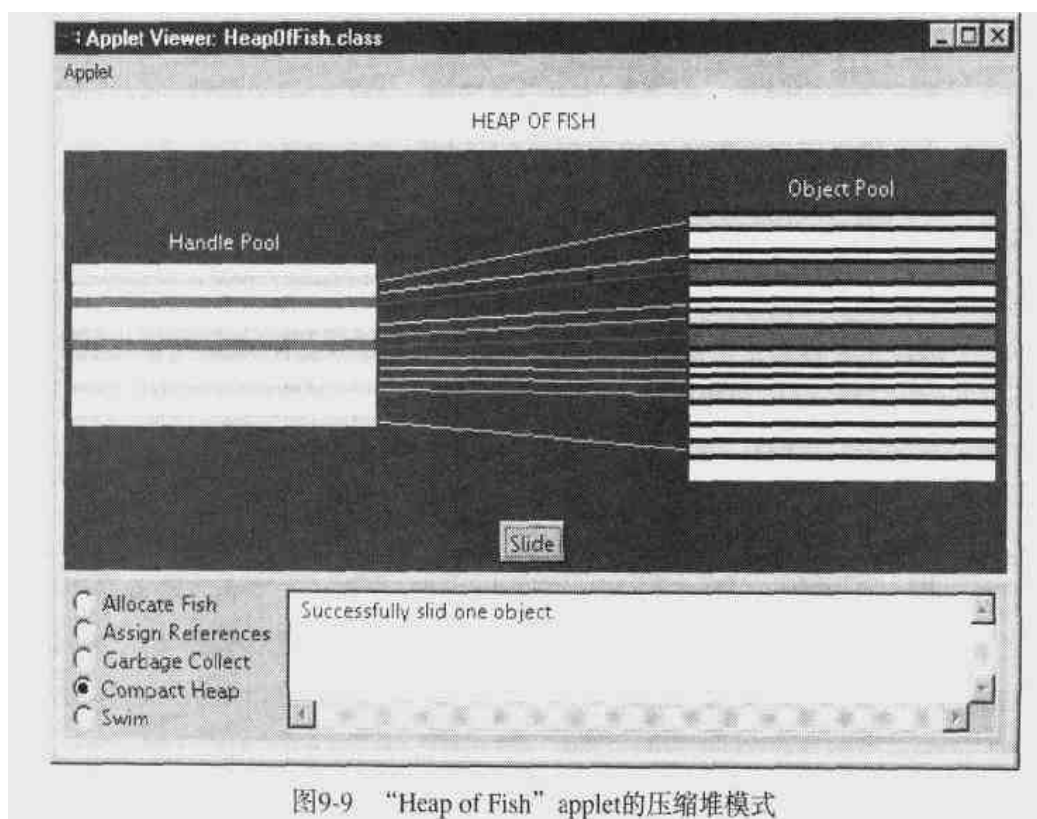 Applet Viewer: HeapOfFish.class
Applet
HEAP OF FISH
Object Pool
Handle Pool
Slide
Allocate Fish
Assign References
Garbage Collect
Compact Heap
Swim
Successfully slid one object
图9-9 “Heap of Fish” applet的压缩堆模式